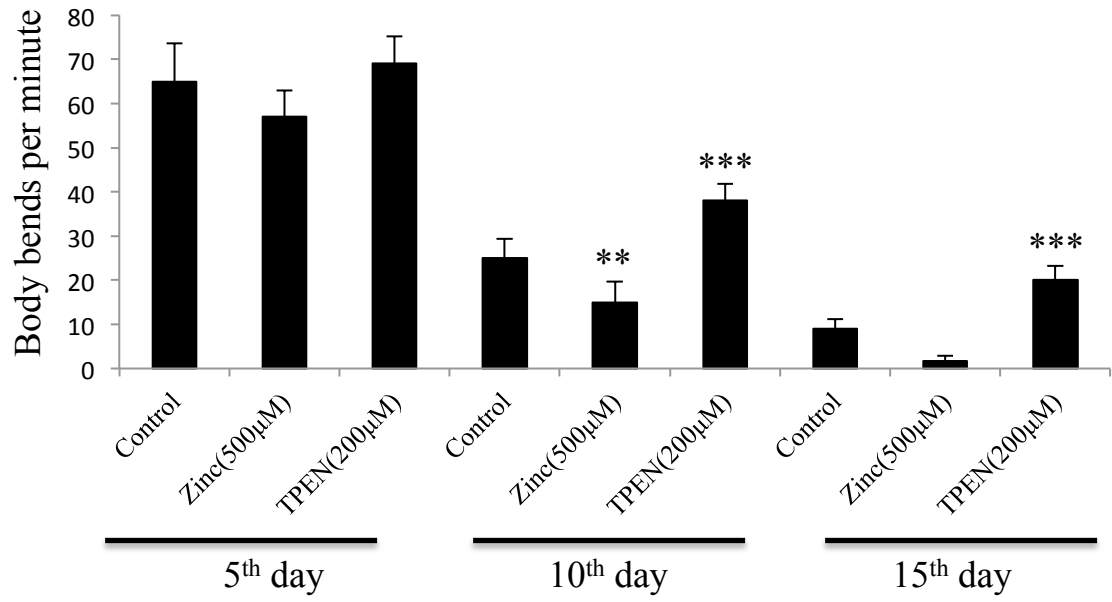 Body bends per minute
80
70
60
50
40
30
20
10
0
**
***
***
Control
Zinc(500μM)
TPEN(200μM)
Control
Zinc(500μM)
TPEN(200μM)
Control
Zinc(500μM)
TPEN(200μM)
5th day
10th day
15th day